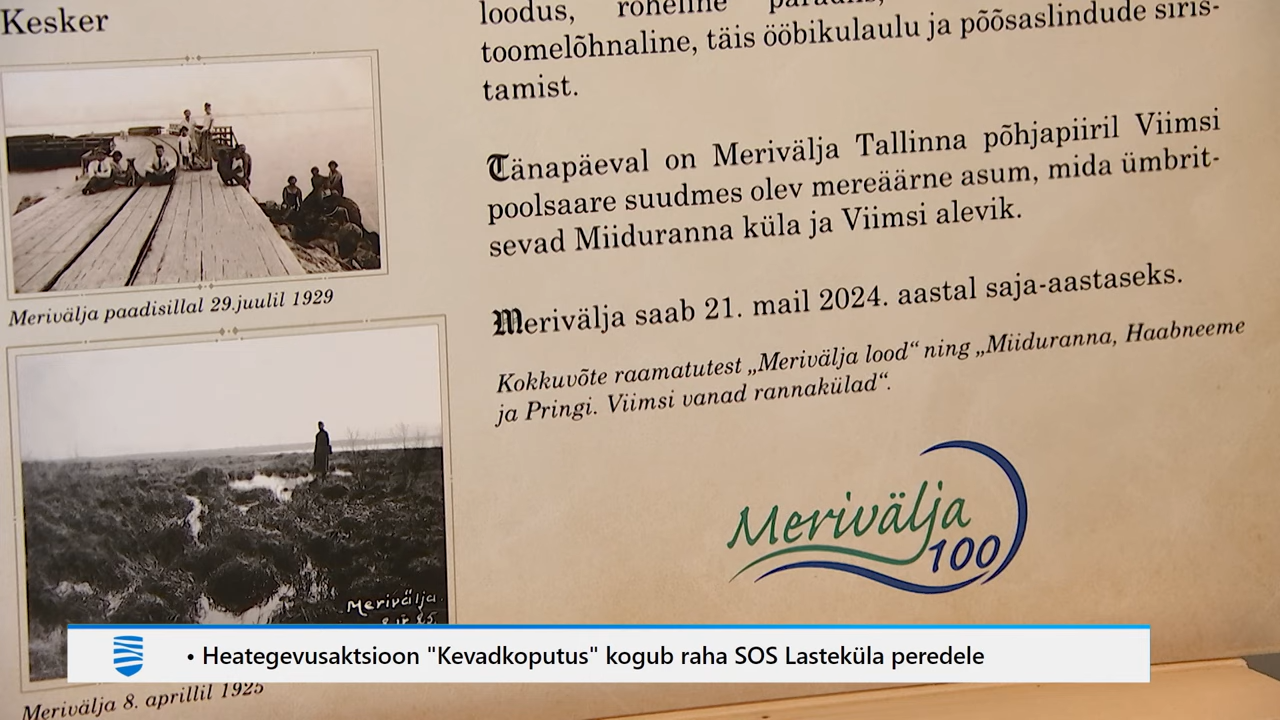 Kesker
Merivälja paadisillal 29.juulil 1929
Merivälja
Merivälja 8. aprillil 1925
loodus, roheline
toomelõhnaline, täis ööbikulaulu ja põõsaslindude siris-
tamist.
Tänapäeval on Merivälja Tallinna põhjapiiril Viimsi
poolsaare suudmes olev mereäärne asum, mida ümbrit-
sevad Miiduranna küla ja Viimsi alevik.
Merivälja saab 21. mail 2024. aastal saja-aastaseks.
Kokkuvõte raamatutest „Merivälja lood“ ning „Miiduranna, Haabneeme
ja Pringi. Viimsi vanad rannakülad“.
Merivälja
100
• Heategevusaktsioon "Kevadkoputus" kogub raha SOS Lasteküla peredele